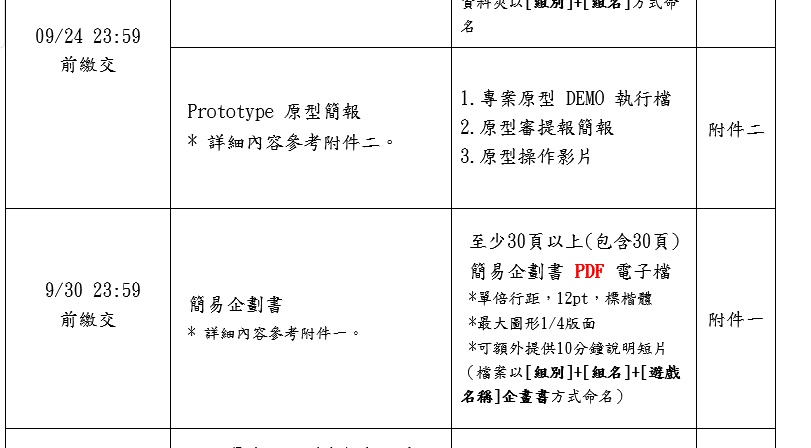 資料夾以[組別]+[組名]方式命
名
09/24 23:59
前繳交
Prototype 原型簡報
* 詳細內容參考附件二。
1.專案原型 DEMO 執行檔
2.原型審提報簡報
3.原型操作影片
附件二
9/30 23:59
前繳交
簡易企劃書
* 詳細內容參考附件一。
至少30頁以上(包含30頁)
簡易企劃書 PDF 電子檔
*單倍行距，12pt，標楷體
*最大圖形1/4版面
*可額外提供10分鐘說明短片
（檔案以[組別]+[組名]+[遊戲
名稱]企畫書方式命名）
附件一